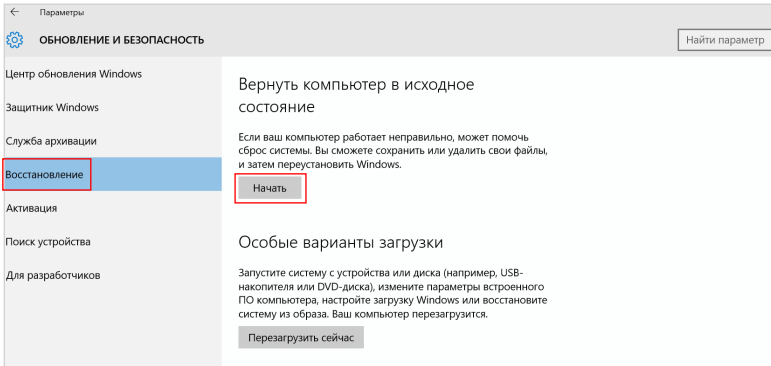 Параметры
ОБНОВЛЕНИЕ И БЕЗОПАСНОСТЬ
Найти параметр
Центр обновления Windows
Защитник Windows
Служба архивации
Восстановление
Активация
Поиск устройства
Для разработчиков
Вернуть компьютер в исходное
состояние
Если ваш компьютер работает неправильно, может помочь
сброс системы. Вы сможете сохранить или удалить свои файлы,
и затем переустановить Windows.
Начать
Особые варианты загрузки
Запустите систему с устройства или диска (например, USB-
накопителя или DVD-диска), измените параметры встроенного
ПО компьютера, настройте загрузку Windows или восстановите
систему из образа. Ваш компьютер перезагрузится.
Перезагрузить сейчас